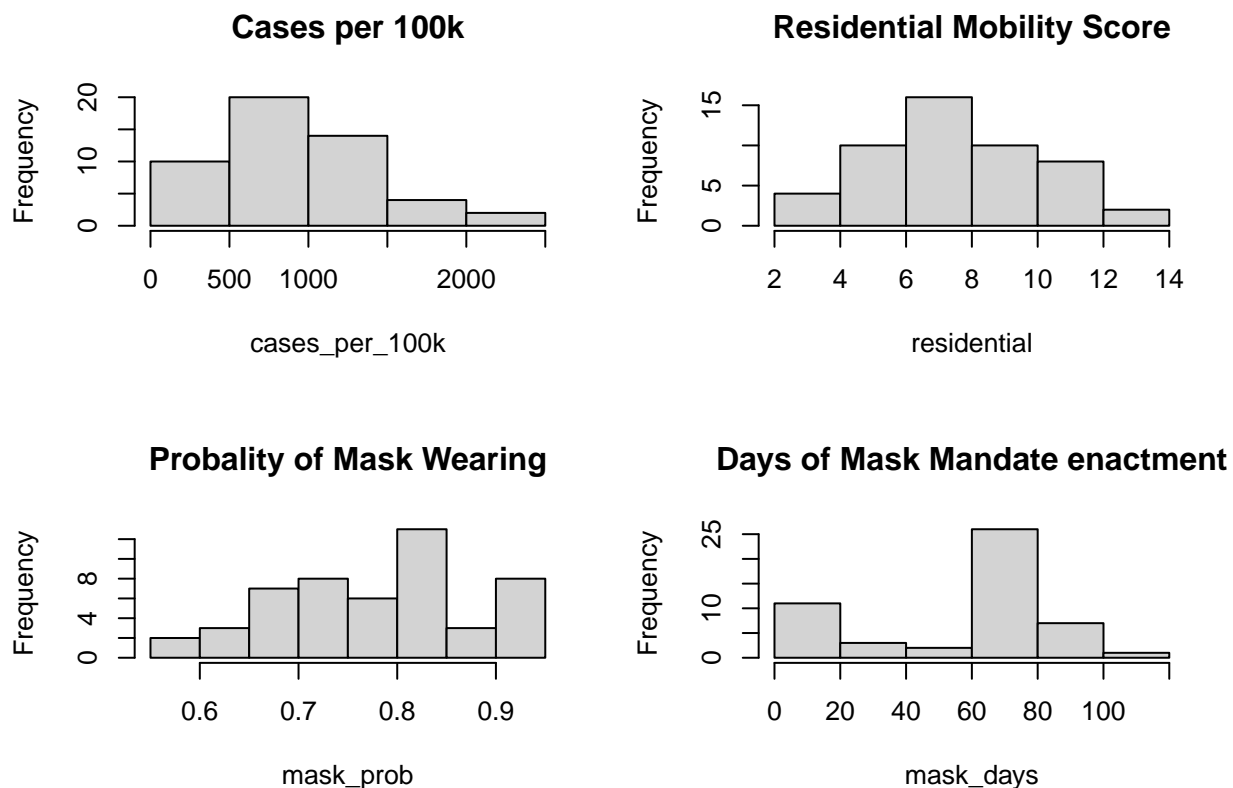 Cases per 100k
Frequency
20
10
0
0 500 1000 2000
cases_per_100k
Residential Mobility Score
Frequency
15
5
0
2 4 6 8 10 12 14
residential
Probality of Mask Wearing
Frequency
8
4
0
0.6 0.7 0.8 0.9
mask_prob
Days of Mask Mandate enactment
Frequency
25
10
0
0 20 40 60 80 100
mask_days